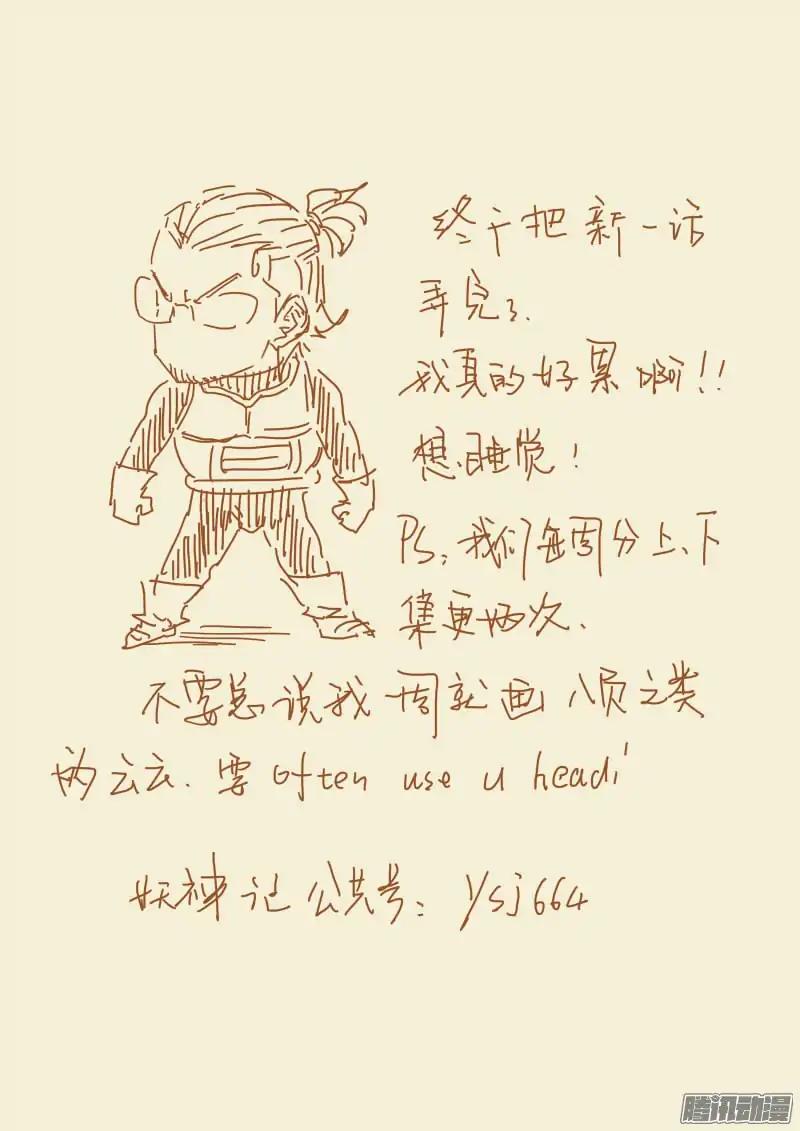 终于把新一话
弄完了.
我真的好累啊!!
想睡觉!
PS:我们每周分上、下
集更两次.
不要总说我一周就画八页之类
的云云.要often use u head!
妖神记公共号:ysj664
腾讯动漫